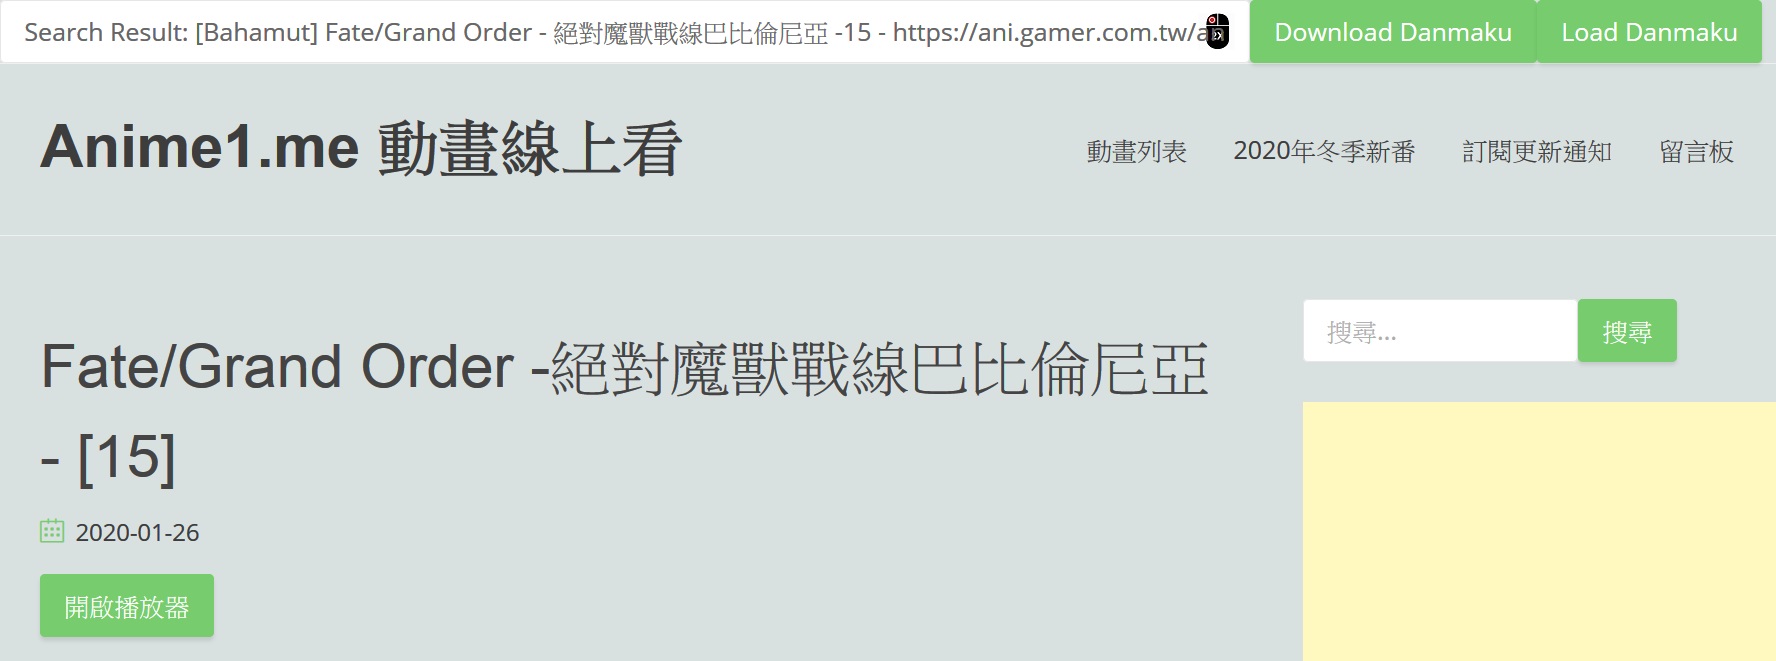 Search Result: [Bahamut] Fate/Grand Order - 絕對魔獸戰線巴比倫尼亞 -15 - https://ani.gamer.com.tw/an
Download Danmaku
Load Danmaku
Anime1.me 動畫線上看
動畫列表
2020年冬季新番
訂閱更新通知
留言板
Fate/Grand Order -絕對魔獸戰線巴比倫尼亞
- [15]
搜尋...
搜尋
2020-01-26
開啟播放器